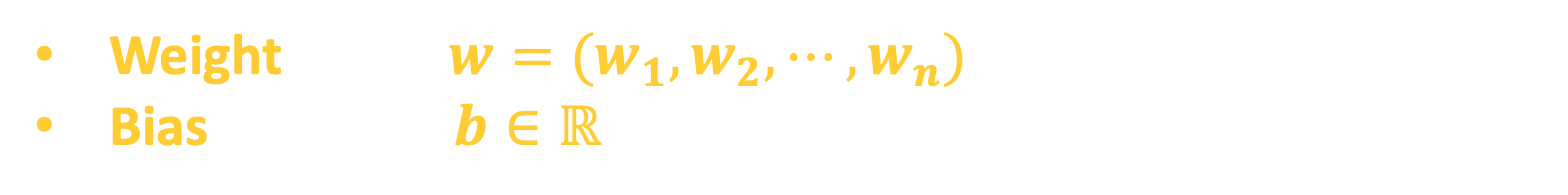 • Weight w = (w₁, w₂, ⋯, wₙ)
• Bias b ∈ ℝ